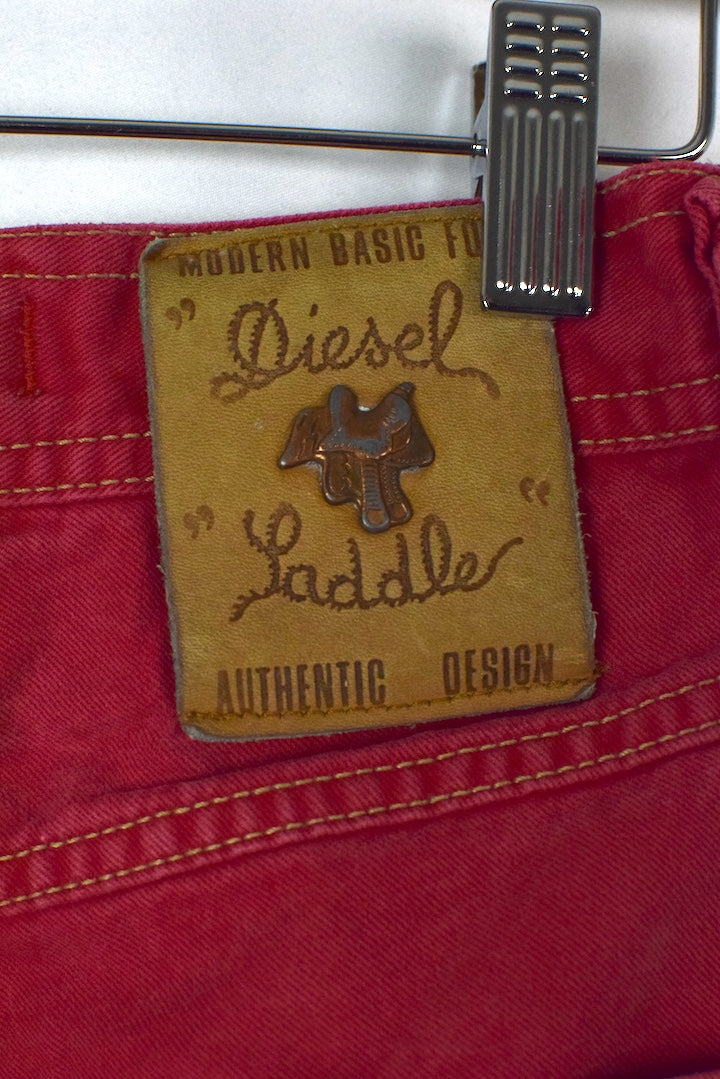 MODERN BASIC
"Diesel
"Saddle"
AUTHENTIC DESIGN